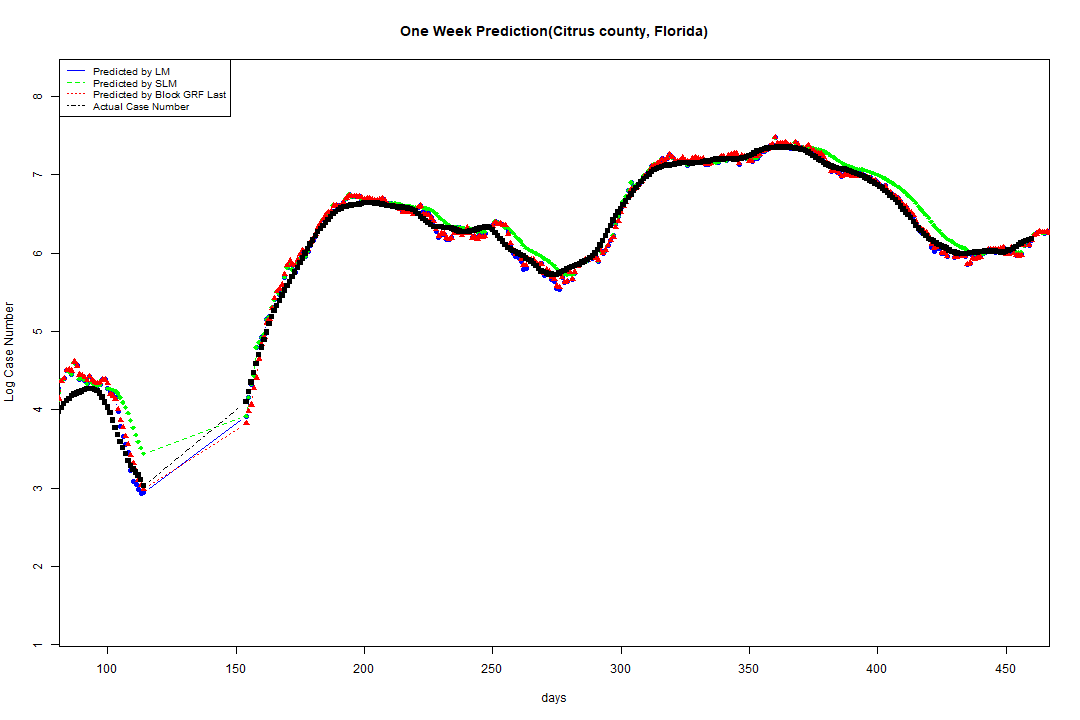 One Week Prediction(Citrus county, Florida)
Predicted by LM
Predicted by SLM
Predicted by Block GRF Last
Actual Case Number
8
7
6
5
4
3
2
1
Log Case Number
100 150 200 250 300 350 400 450
days